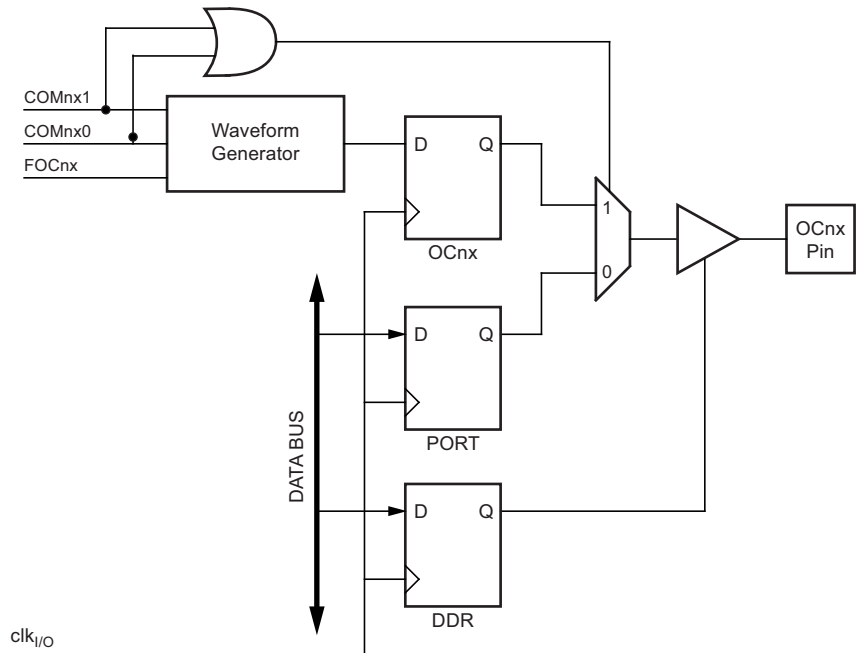 COMnx1
COMnx0
FOCnx
Waveform
Generator
D
Q
OCnx
1
0
OCnx
Pin
D
Q
PORT
DATA BUS
D
Q
DDR
clkI/O